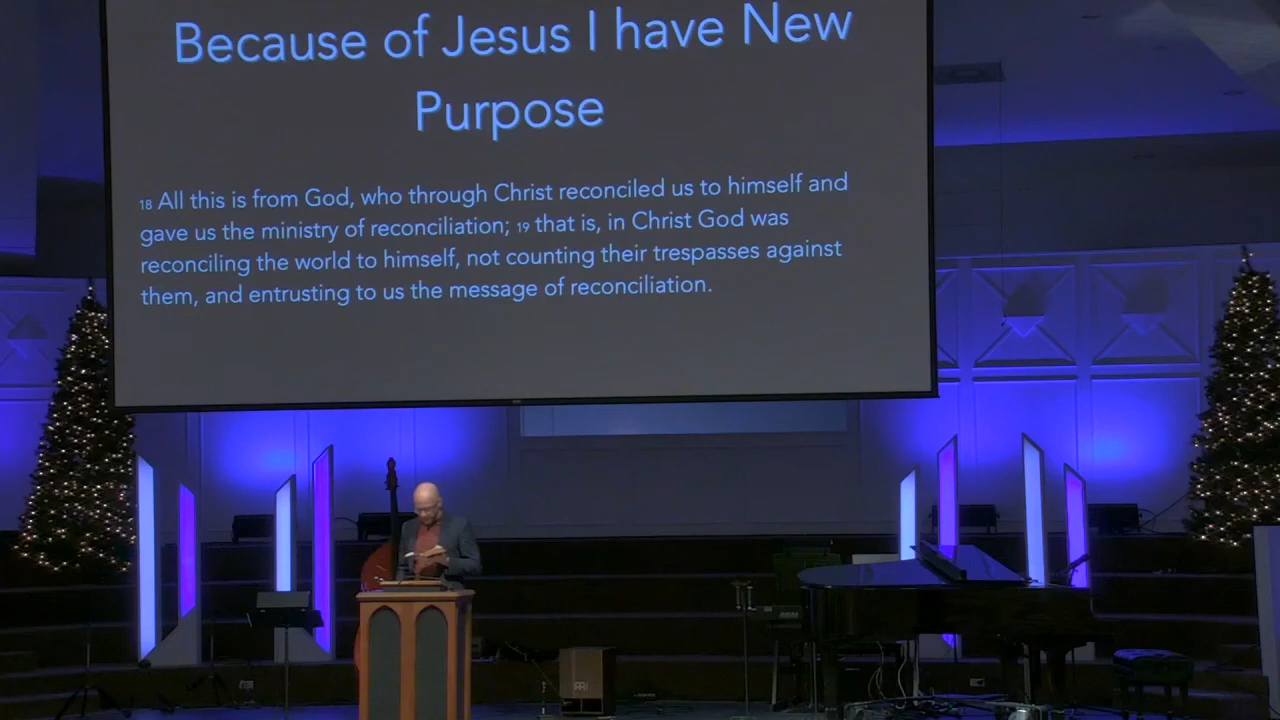 Because of Jesus I have New
Purpose
18 All this is from God, who through Christ reconciled us to himself and
gave us the ministry of reconciliation; 19 that is, in Christ God was
reconciling the world to himself, not counting their trespasses against
them, and entrusting to us the message of reconciliation.